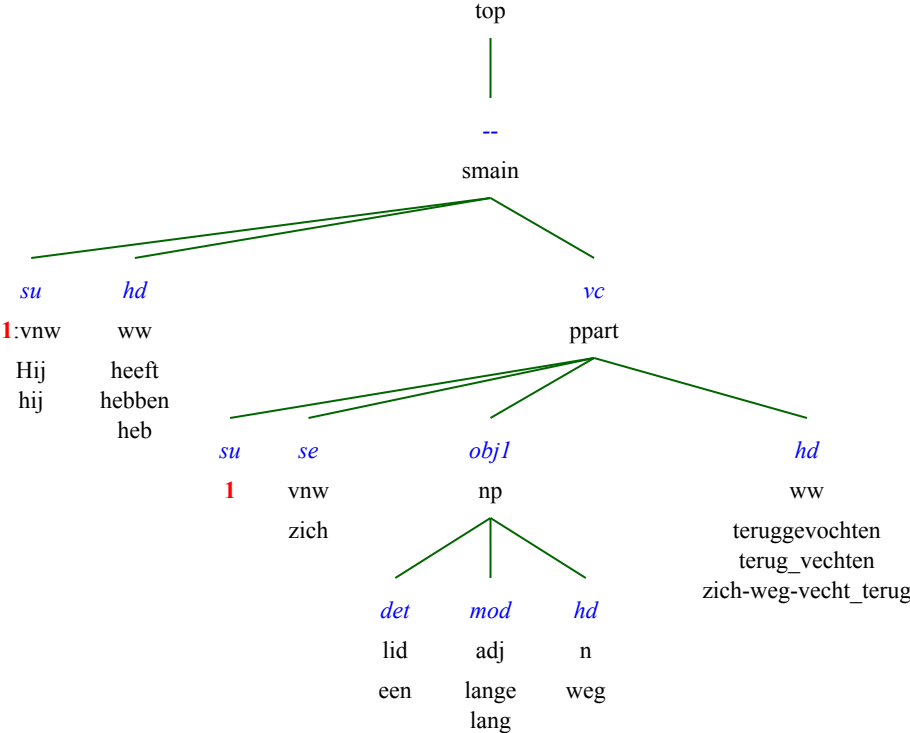 top
--
smain
su hd vc
1:vnw ww ppart
Hij heeft
hij hebben
heb
su se obj1 hd
1 vnw np ww
zich teruggevochten
terug_vechten
zich-weg-vecht_terug
det mod hd
lid adj n
een lange weg
lang